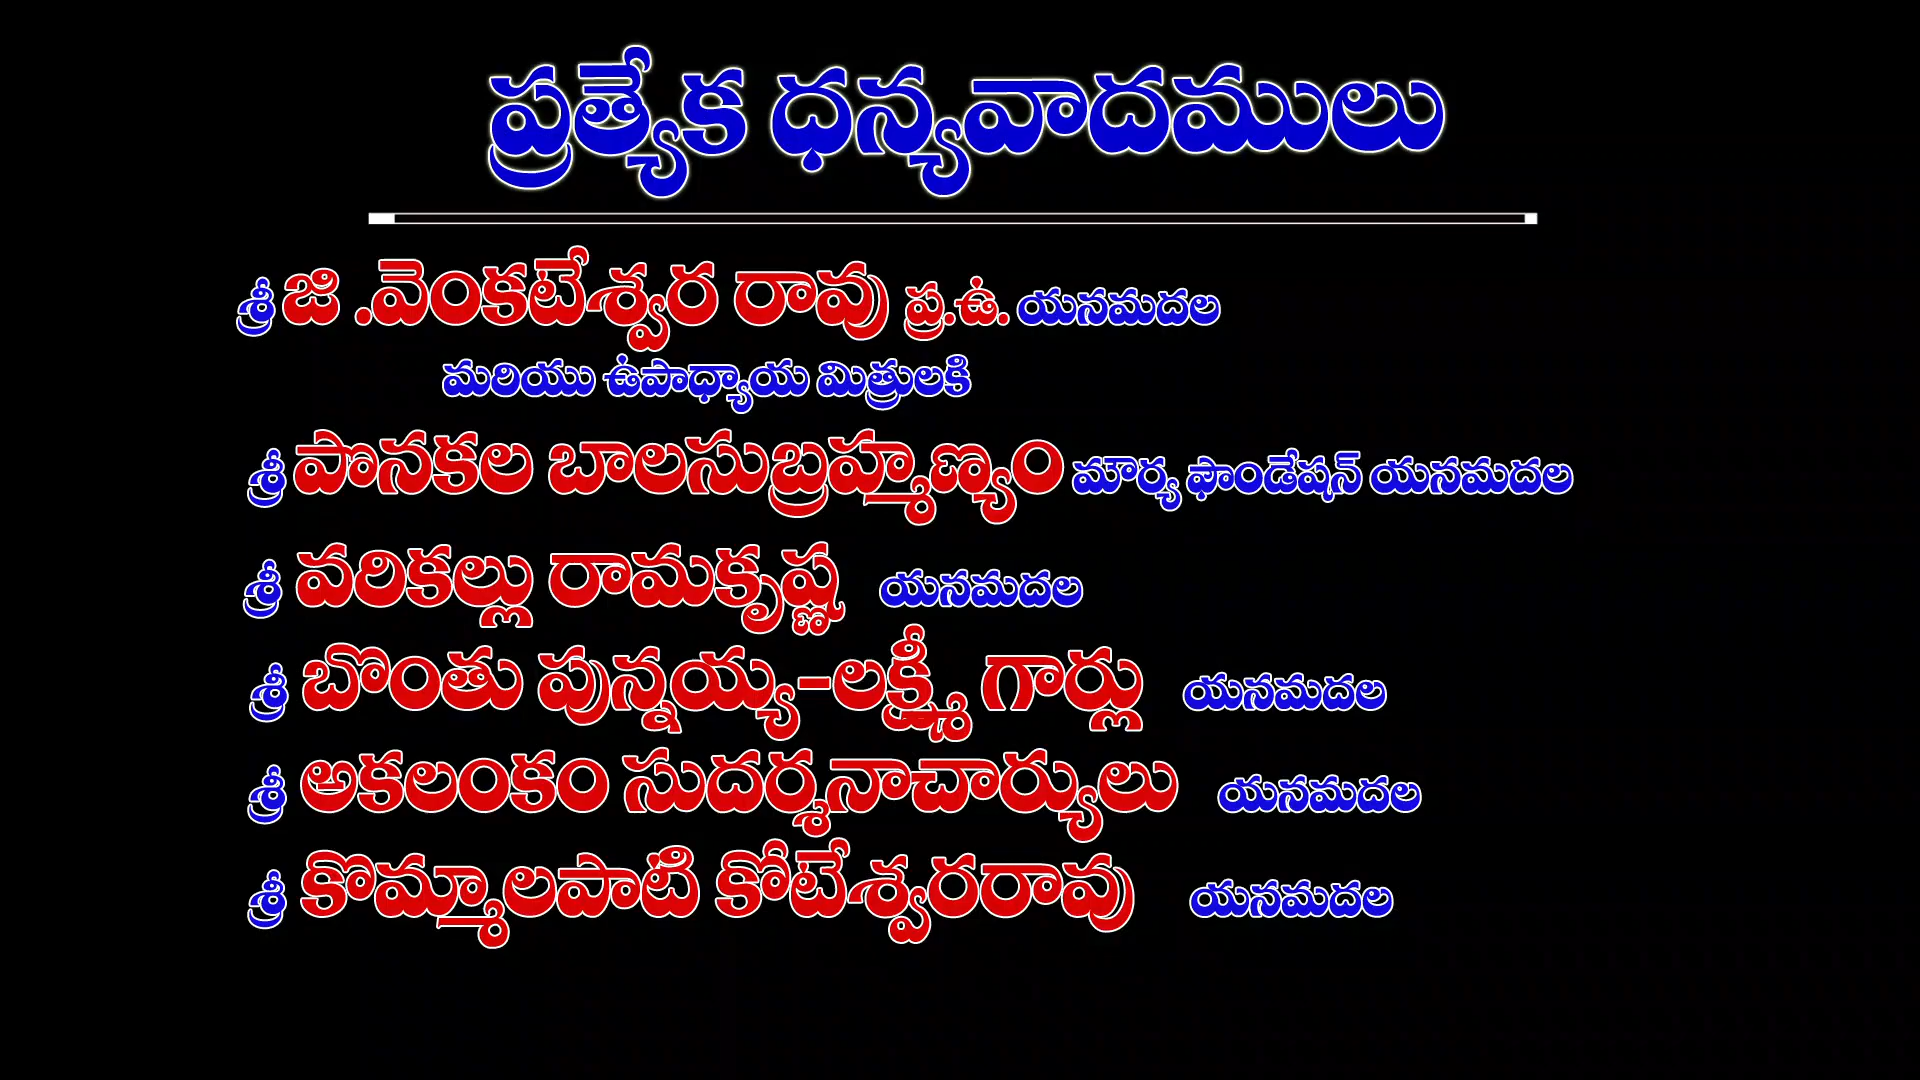 ప్రత్యేక ధన్యవాదములు
శ్రీ జి .వెంకటేశ్వర రావు ప్ర.ఉ. యనమదల
మరియు ఉపాధ్యాయ మిత్రులకి
శ్రీ పొనకల బాలసుబ్రహ్మణ్యం మౌర్య ఫౌండేషన్ యనమదల
శ్రీ వరికల్లు రామకృష్ణ యనమదల
శ్రీ బొంతు పున్నయ్య-లక్ష్మీ గార్లు యనమదల
శ్రీ అకలంకం సుదర్శనాచార్యులు యనమదల
శ్రీ కొమ్మాలపాటి కోటేశ్వరరావు యనమదల